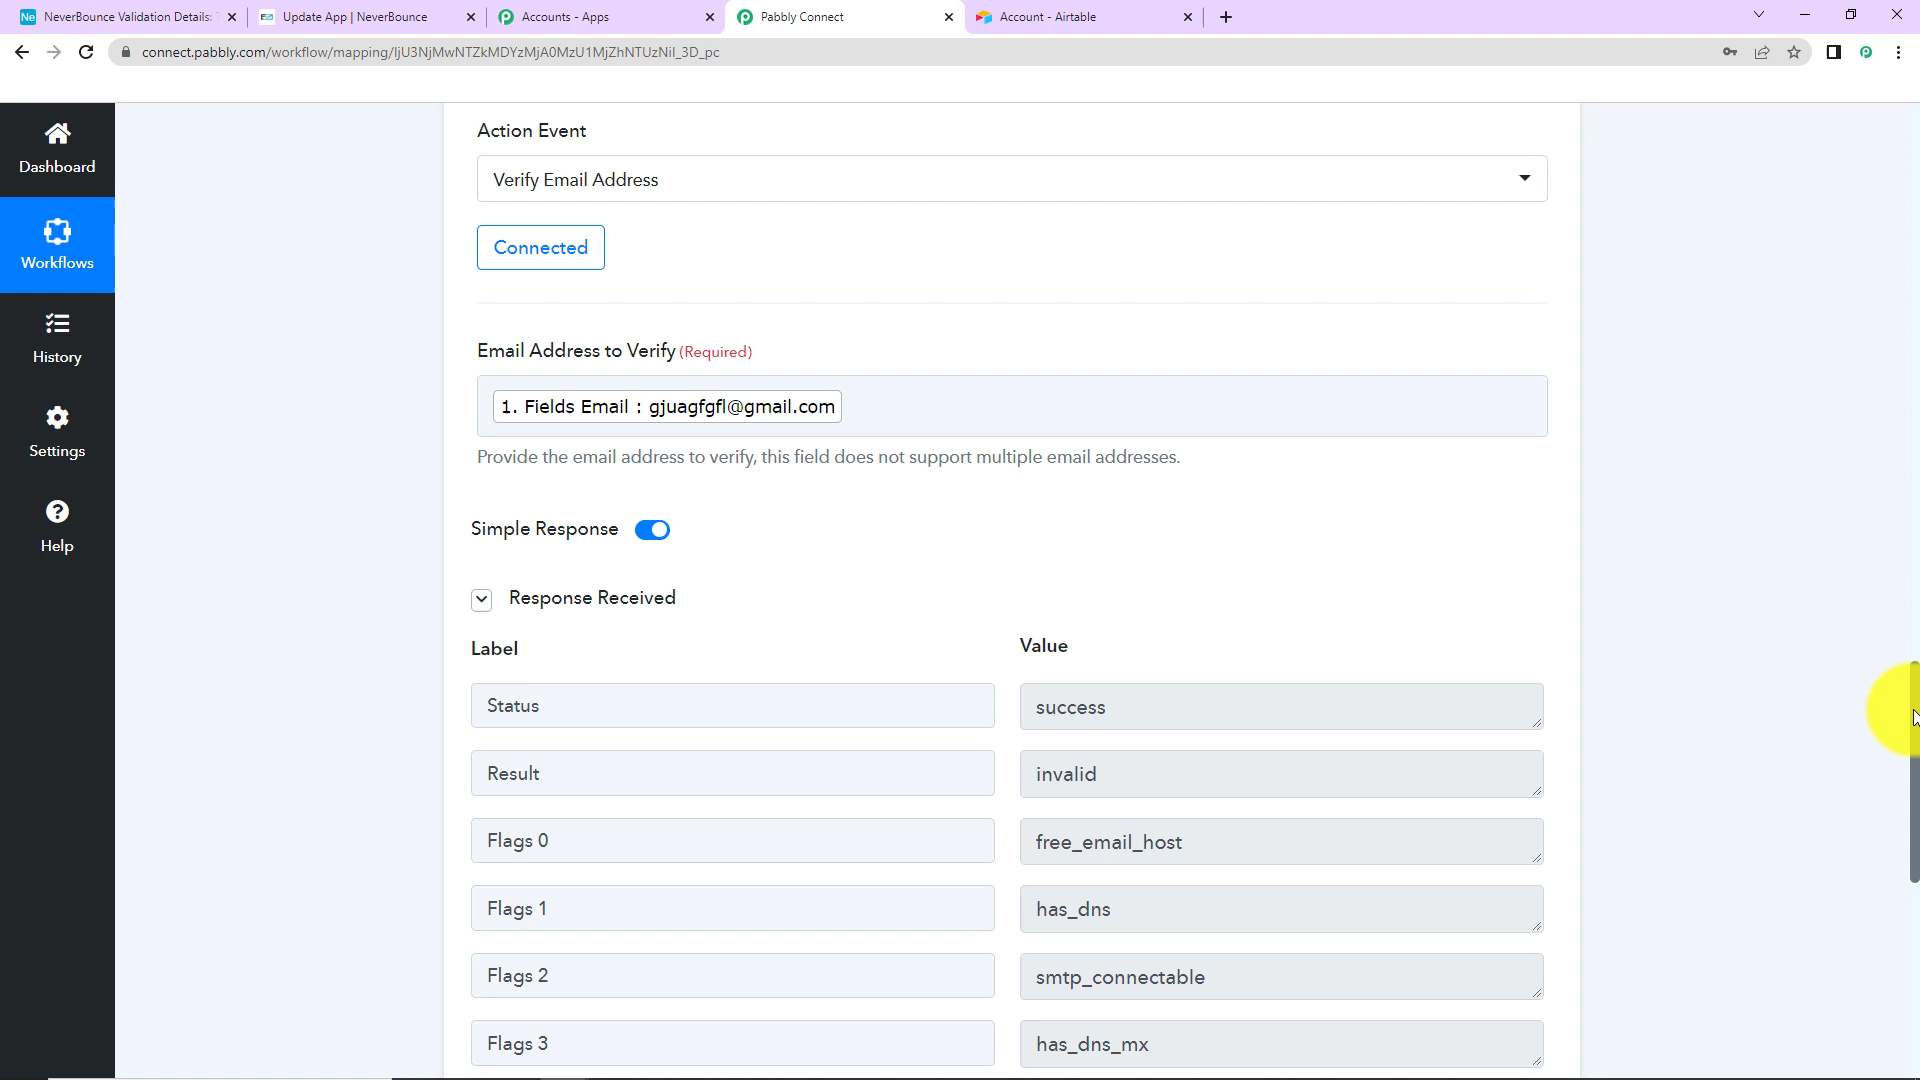 NeverBounce Validation Details:
Update App | NeverBounce
Accounts - Apps
Pabbly Connect
Account - Airtable
connect.pabbly.com/workflow/mapping/IjU3NjMwNTZkMDYzMjA0MzU1MjZhNTUzNiI_3D_pc
Dashboard
Workflows
History
Settings
Help
Action Event
Verify Email Address
Connected
Email Address to Verify (Required)
1. Fields Email : gjuagfgfl@gmail.com
Provide the email address to verify, this field does not support multiple email addresses.
Simple Response
Response Received
Label Value
Status success
Result invalid
Flags 0 free_email_host
Flags 1 has_dns
Flags 2 smtp_connectable
Flags 3 has_dns_mx